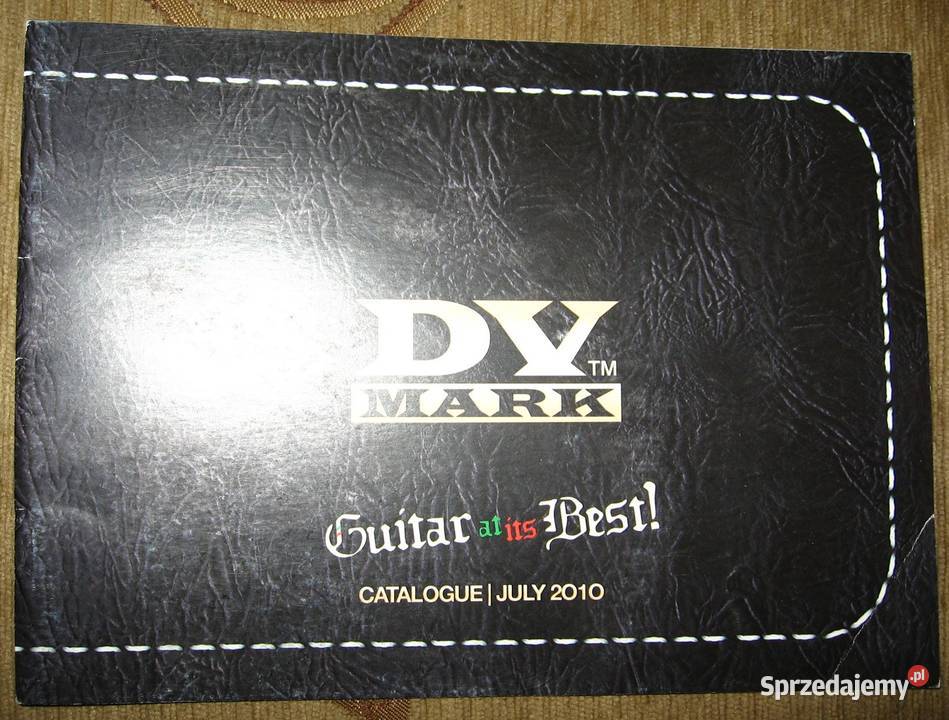 DV™
MARK
Guitar at its Best!
CATALOGUE | JULY 2010
Sprzedajemy.pl